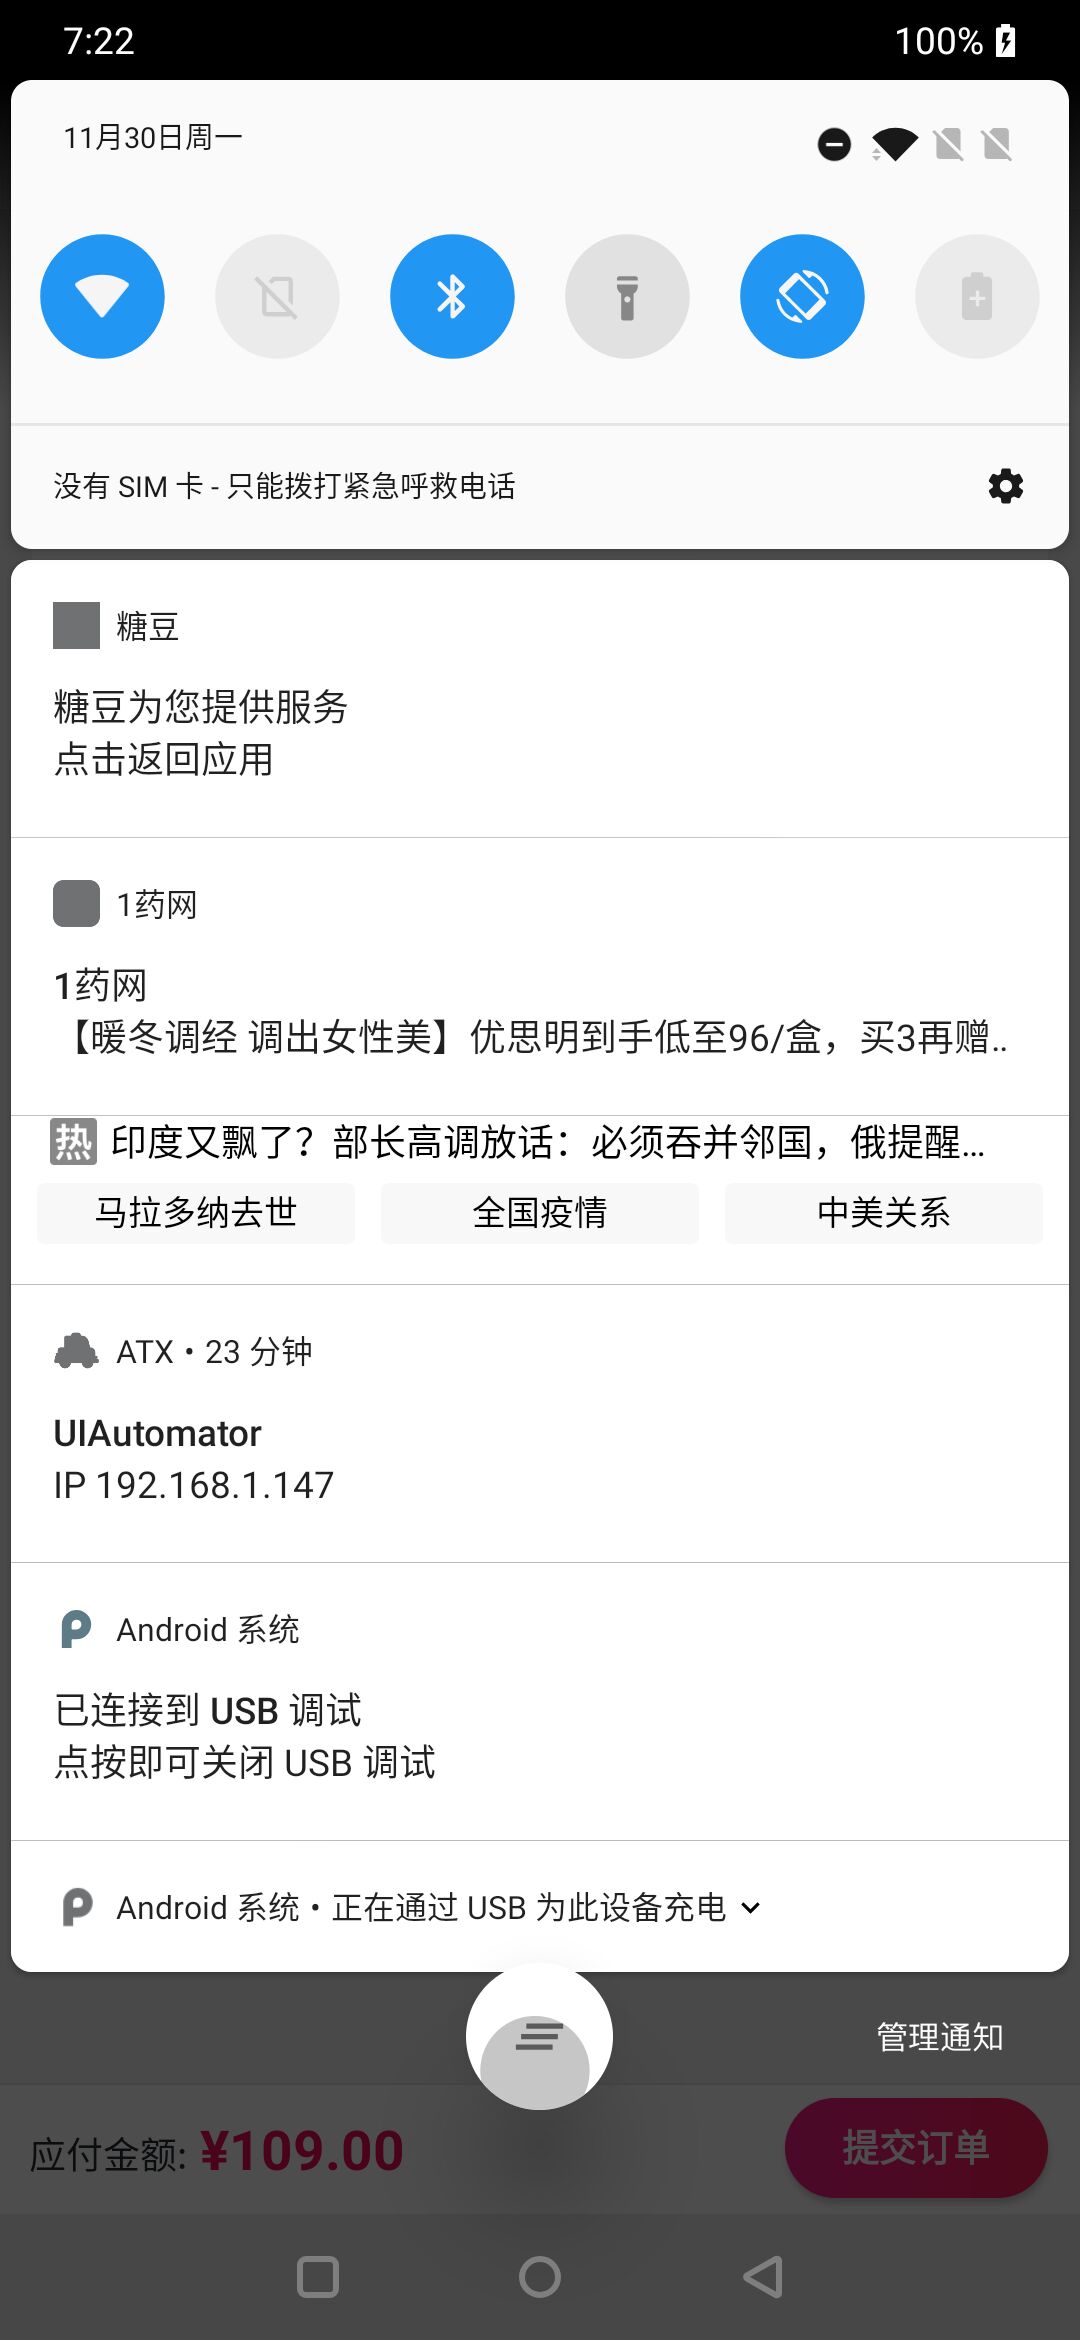 7:22
100%
11月30日周一
没有 SIM 卡 - 只能拨打紧急呼救电话
糖豆
糖豆为您提供服务
点击返回应用
1药网
1药网
【暖冬调经 调出女性美】优思明到手低至96/盒，买3再赠..
热 印度又飘了？部长高调放话：必须吞并邻国，俄提醒...
马拉多纳去世 全国疫情 中美关系
ATX • 23 分钟
UIAutomator
IP 192.168.1.147
Android 系统
已连接到 USB 调试
点按即可关闭 USB 调试
Android 系统 • 正在通过 USB 为此设备充电
管理通知
应付金额: ¥109.00
提交订单